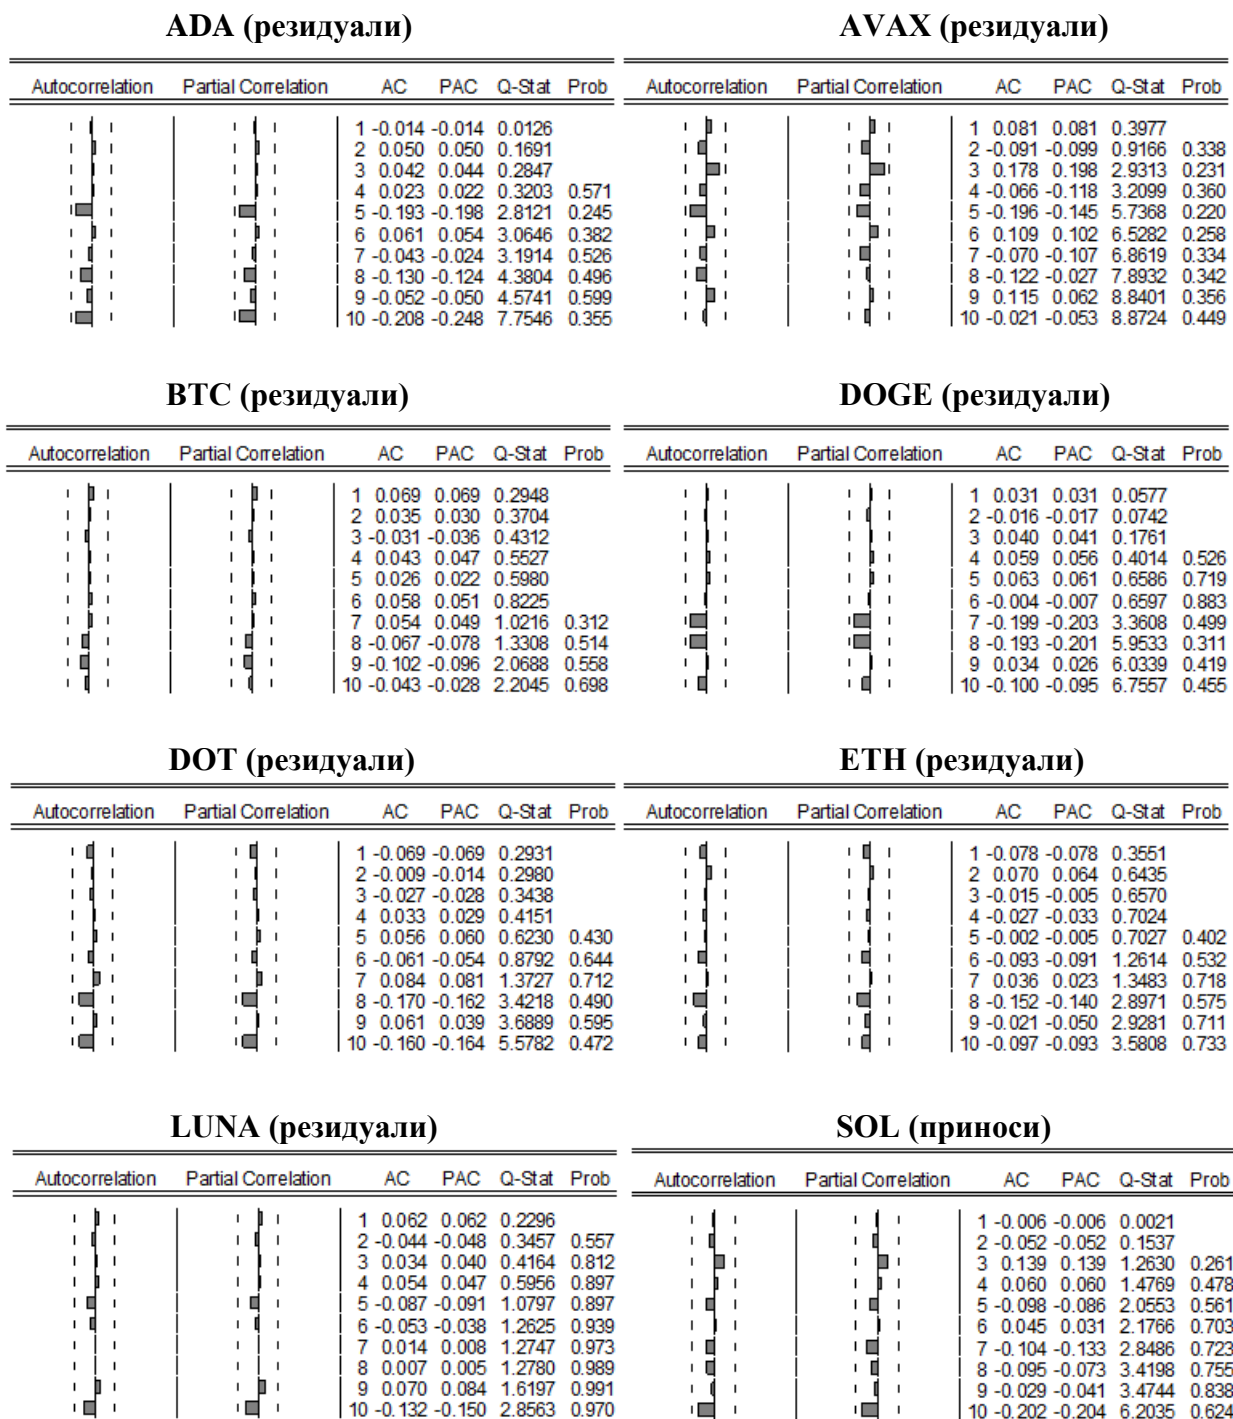 ADA (резидуали)
Autocorrelation Partial Correlation AC PAC Q-Stat Prob
1 -0.014 -0.014 0.0126
2 0.050 0.050 0.1691
3 0.042 0.044 0.2847
4 0.023 0.022 0.3203 0.571
5 -0.193 -0.198 2.8121 0.245
6 0.061 0.054 3.0646 0.382
7 -0.043 -0.024 3.1914 0.526
8 -0.130 -0.124 4.3804 0.496
9 -0.052 -0.050 4.5741 0.599
10 -0.208 -0.248 7.7546 0.355
AVAX (резидуали)
Autocorrelation Partial Correlation AC PAC Q-Stat Prob
1 0.081 0.081 0.3977
2 -0.091 -0.099 0.9166 0.338
3 0.178 0.198 2.9313 0.231
4 -0.066 -0.118 3.2099 0.360
5 -0.196 -0.145 5.7368 0.220
6 0.109 0.102 6.5282 0.258
7 -0.070 -0.107 6.8619 0.334
8 -0.122 -0.027 7.8932 0.342
9 0.115 0.062 8.8401 0.356
10 -0.021 -0.053 8.8724 0.449
BTC (резидуали)
Autocorrelation Partial Correlation AC PAC Q-Stat Prob
1 0.069 0.069 0.2948
2 0.035 0.030 0.3704
3 -0.031 -0.036 0.4312
4 0.043 0.047 0.5527
5 0.026 0.022 0.5980
6 0.058 0.051 0.8225
7 0.054 0.049 1.0216 0.312
8 -0.067 -0.078 1.3308 0.514
9 -0.102 -0.096 2.0688 0.558
10 -0.043 -0.028 2.2045 0.698
DOGE (резидуали)
Autocorrelation Partial Correlation AC PAC Q-Stat Prob
1 0.031 0.031 0.0577
2 -0.016 -0.017 0.0742
3 0.040 0.041 0.1761
4 0.059 0.056 0.4014 0.526
5 0.063 0.061 0.6586 0.719
6 -0.004 -0.007 0.6597 0.883
7 -0.199 -0.203 3.3608 0.499
8 -0.193 -0.201 5.9533 0.311
9 0.034 0.026 6.0339 0.419
10 -0.100 -0.095 6.7557 0.455
DOT (резидуали)
Autocorrelation Partial Correlation AC PAC Q-Stat Prob
1 -0.069 -0.069 0.2931
2 -0.009 -0.014 0.2980
3 -0.027 -0.028 0.3438
4 0.033 0.029 0.4151
5 0.056 0.060 0.6230 0.430
6 -0.061 -0.054 0.8792 0.644
7 0.084 0.081 1.3727 0.712
8 -0.170 -0.162 3.4218 0.490
9 0.061 0.039 3.6889 0.595
10 -0.160 -0.164 5.5782 0.472
ETH (резидуали)
Autocorrelation Partial Correlation AC PAC Q-Stat Prob
1 -0.078 -0.078 0.3551
2 0.070 0.064 0.6435
3 -0.015 -0.005 0.6570
4 -0.027 -0.033 0.7024
5 -0.002 -0.005 0.7027 0.402
6 -0.093 -0.091 1.2614 0.532
7 0.036 0.023 1.3483 0.718
8 -0.152 -0.140 2.8971 0.575
9 -0.021 -0.050 2.9281 0.711
10 -0.097 -0.093 3.5808 0.733
LUNA (резидуали)
Autocorrelation Partial Correlation AC PAC Q-Stat Prob
1 0.062 0.062 0.2296
2 -0.044 -0.048 0.3457 0.557
3 0.034 0.040 0.4164 0.812
4 0.054 0.047 0.5956 0.897
5 -0.087 -0.091 1.0797 0.897
6 -0.053 -0.038 1.2625 0.939
7 0.014 0.008 1.2747 0.973
8 0.007 0.005 1.2780 0.989
9 0.070 0.084 1.6197 0.991
10 -0.132 -0.150 2.8563 0.970
SOL (приноси)
Autocorrelation Partial Correlation AC PAC Q-Stat Prob
1 -0.006 -0.006 0.0021
2 -0.052 -0.052 0.1537
3 0.139 0.139 1.2630 0.261
4 0.060 0.060 1.4769 0.478
5 -0.098 -0.086 2.0553 0.561
6 0.045 0.031 2.1766 0.703
7 -0.104 -0.133 2.8486 0.723
8 -0.095 -0.073 3.4198 0.755
9 -0.029 -0.041 3.4744 0.838
10 -0.202 -0.204 6.2035 0.624